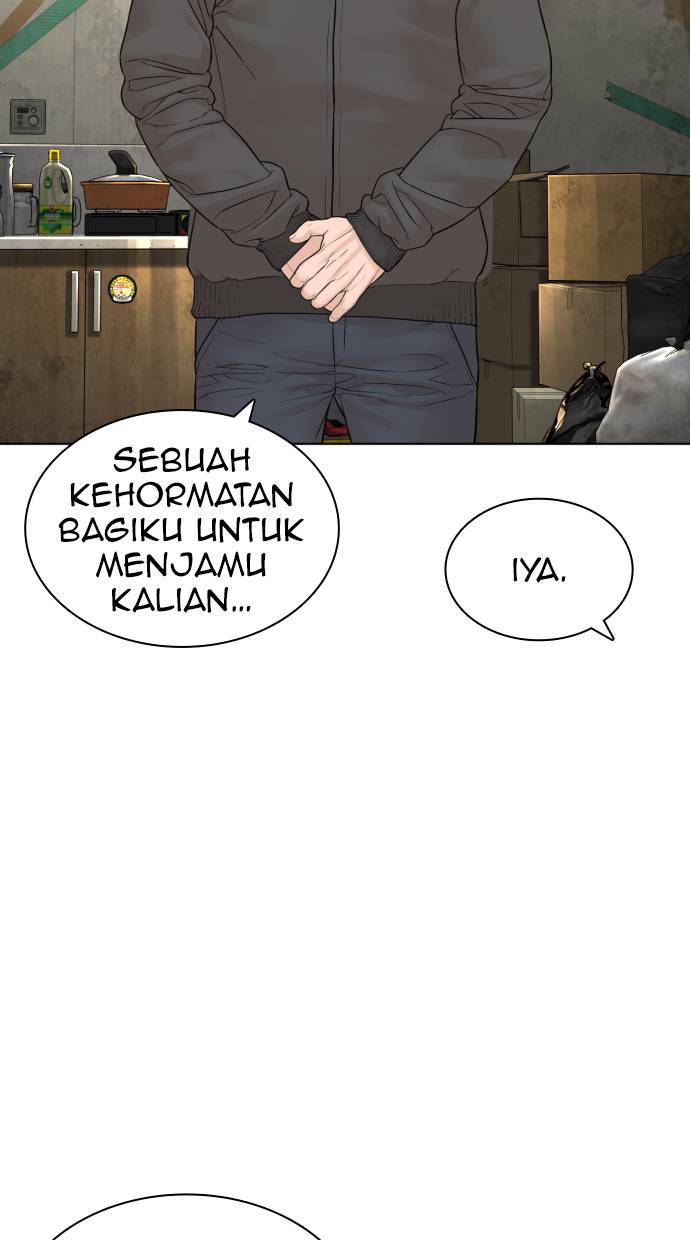 SEBUAH
KEHORMATAN
BAGIKU UNTUK
MENJAMU
KALIAN...
IYA.